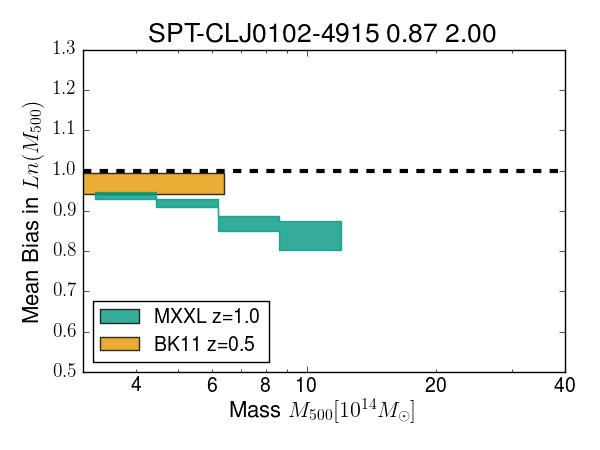 SPT-CLJ0102-4915 0.87 2.00
Mean Bias in Ln(M₅₀₀)
1.3
1.2
1.1
1.0
0.9
0.8
0.7
0.6
0.5
MXXL z=1.0
BK11 z=0.5
4 6 8 10 20 40
Mass M₅₀₀[10¹⁴M☉]